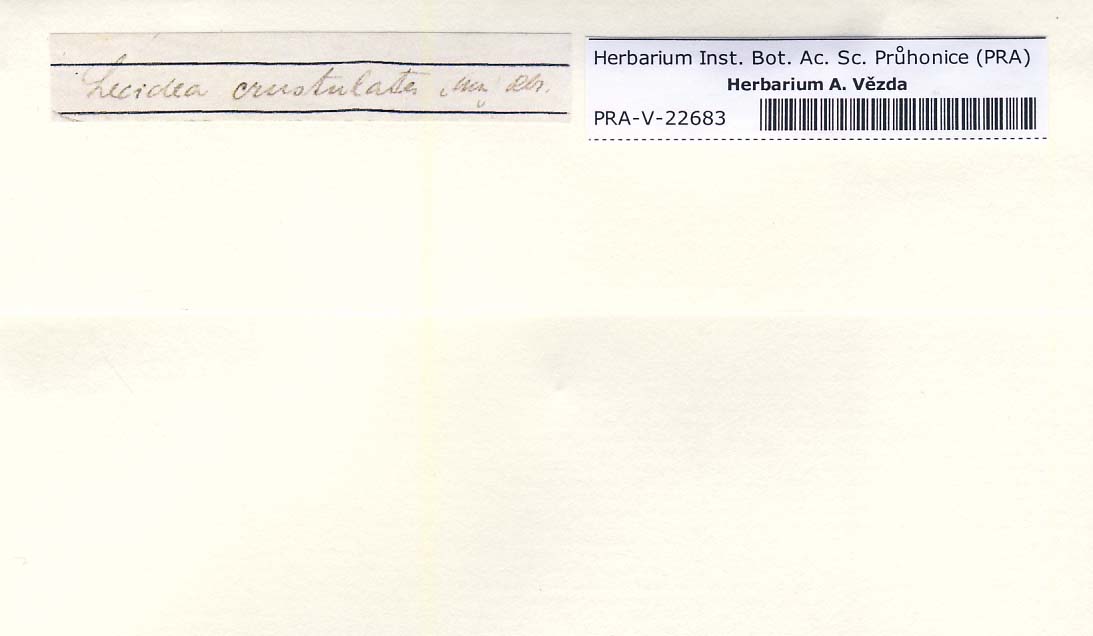 Lecidea crustulata
Herbarium Inst. Bot. Ac. Sc. Průhonice (PRA)
Herbarium A. Vězda
PRA-V-22683